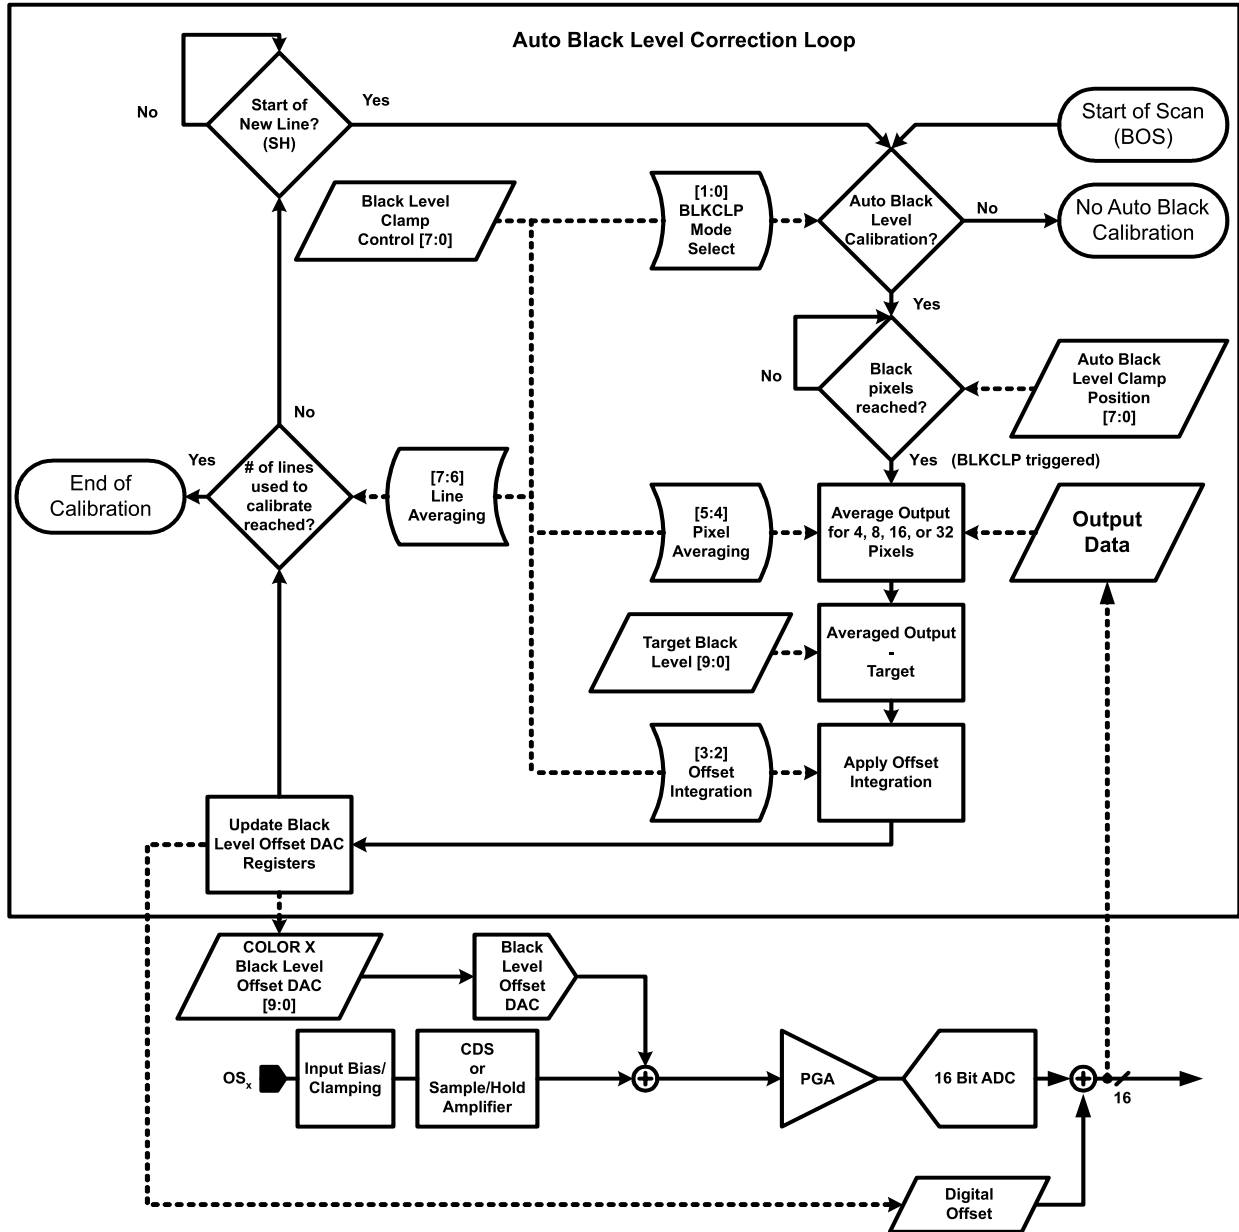 Auto Black Level Correction Loop
Start of
New Line?
(SH)
No
Yes
Start of Scan
(BOS)
Black Level
Clamp
Control [7:0]
[1:0]
BLKCLP
Mode
Select
Auto Black
Level
Calibration?
No
No Auto Black
Calibration
Yes
Black
pixels
reached?
No
Auto Black
Level Clamp
Position
[7:0]
No
Yes
# of lines
used to
calibrate
reached?
End of
Calibration
[7:6]
Line
Averaging
Yes (BLKCLP triggered)
[5:4]
Pixel
Averaging
Average Output
for 4, 8, 16, or 32
Pixels
Output
Data
Target Black
Level [9:0]
Averaged Output
-
Target
[3:2]
Offset
Integration
Apply Offset
Integration
Update Black
Level Offset DAC
Registers
COLOR X
Black Level
Offset DAC
[9:0]
Black
Level
Offset
DAC
OSx
Input Bias/
Clamping
CDS
or
Sample/Hold
Amplifier
PGA
16 Bit ADC
16
Digital
Offset